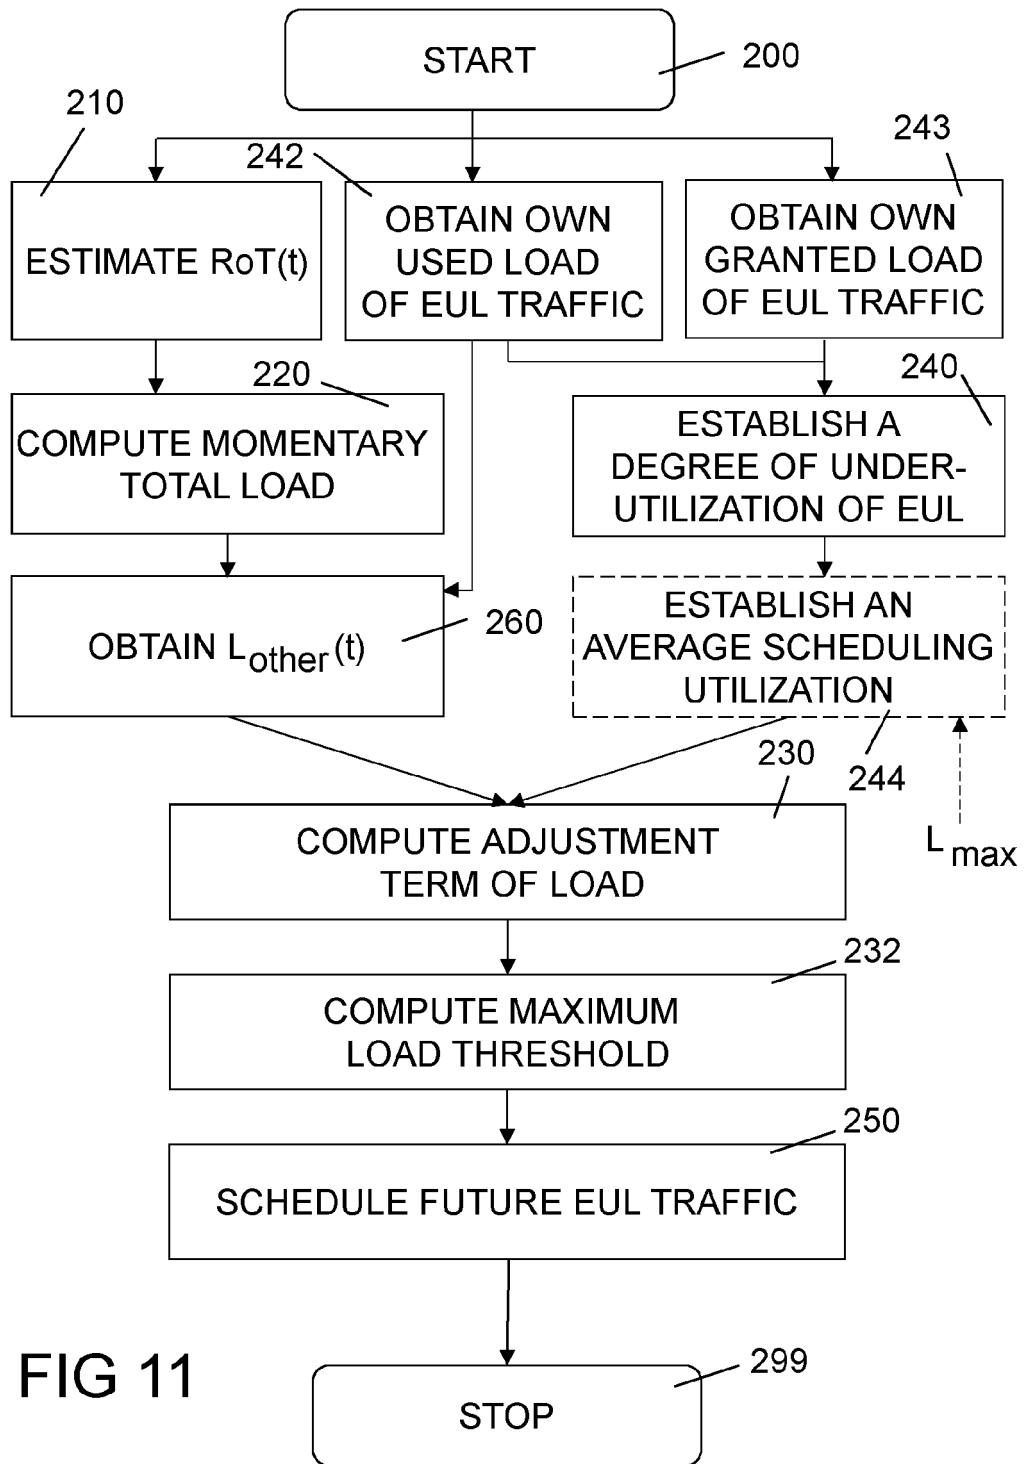 START
200
210
242
243
ESTIMATE RoT(t)
OBTAIN OWN
USED LOAD
OF EUL TRAFFIC
OBTAIN OWN
GRANTED LOAD
OF EUL TRAFFIC
220
240
COMPUTE MOMENTARY
TOTAL LOAD
ESTABLISH A
DEGREE OF UNDER-
UTILIZATION OF EUL
OBTAIN Lother(t)
260
ESTABLISH AN
AVERAGE SCHEDULING
UTILIZATION
244
Lmax
230
COMPUTE ADJUSTMENT
TERM OF LOAD
232
COMPUTE MAXIMUM
LOAD THRESHOLD
250
SCHEDULE FUTURE EUL TRAFFIC
299
STOP
FIG 11